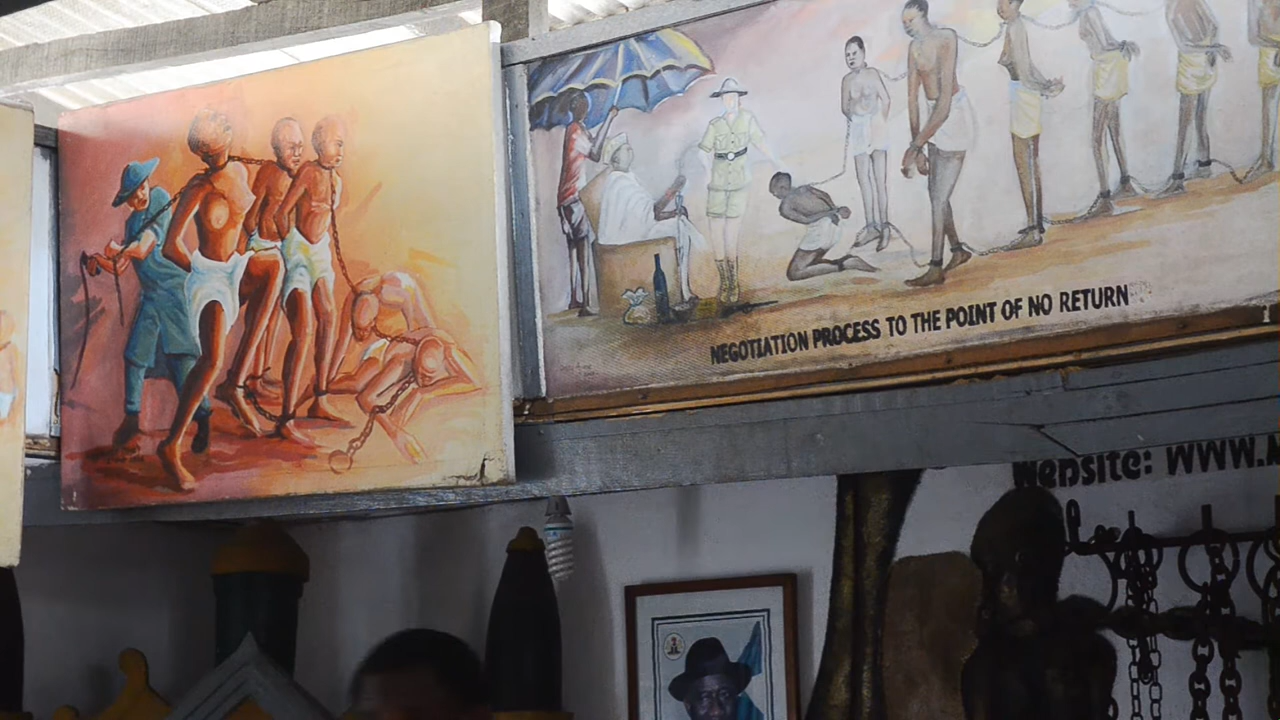 NEGOTIATION PROCESS TO THE POINT OF NO RETURN
website: WWW.